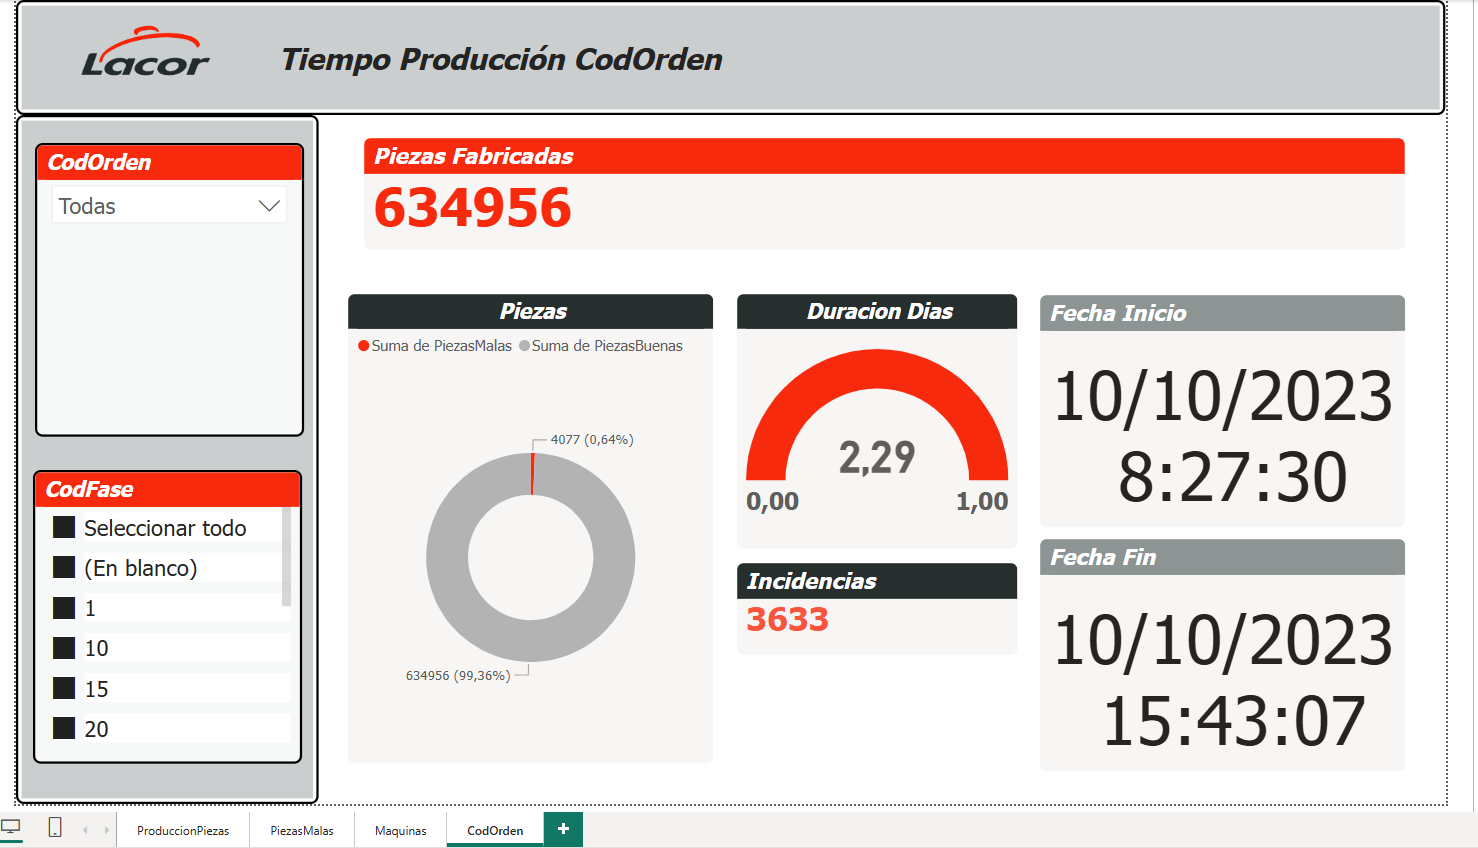 Lacor
Tiempo Producción CodOrden
CodOrden
Todas
CodFase
Seleccionar todo
(En blanco)
1
10
15
20
Piezas Fabricadas
634956
Piezas
Suma de PiezasMalas Suma de PiezasBuenas
4077 (0,64%)
634956 (99,36%)
Duracion Dias
2,29
0,00 1,00
Incidencias
3633
Fecha Inicio
10/10/2023
8:27:30
Fecha Fin
10/10/2023
15:43:07
ProduccionPiezas PiezasMalas Maquinas CodOrden +